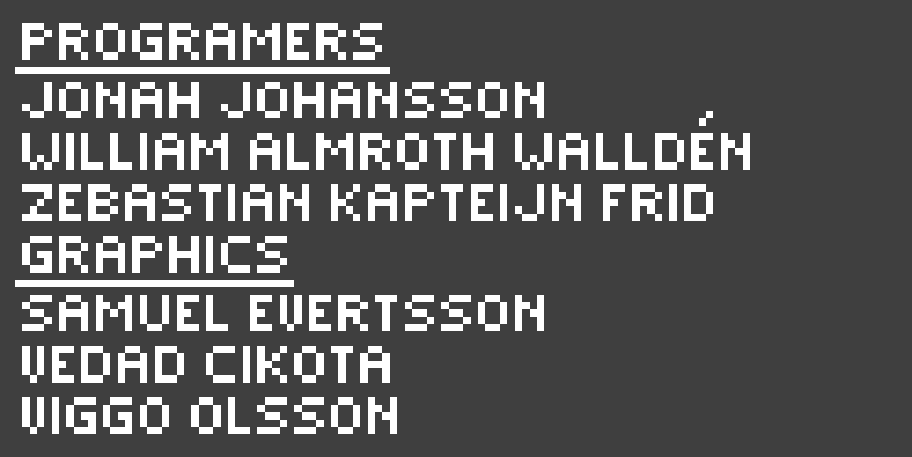 PROGRAMERS
JONAH JOHANSSON
WILLIAM ALMROTH WALLDÉN
ZEBASTIAN KAPTEIJN FRID
GRAPHICS
SAMUEL EVERTSSON
VEDAD CIKOTA
VIGGO OLSSON